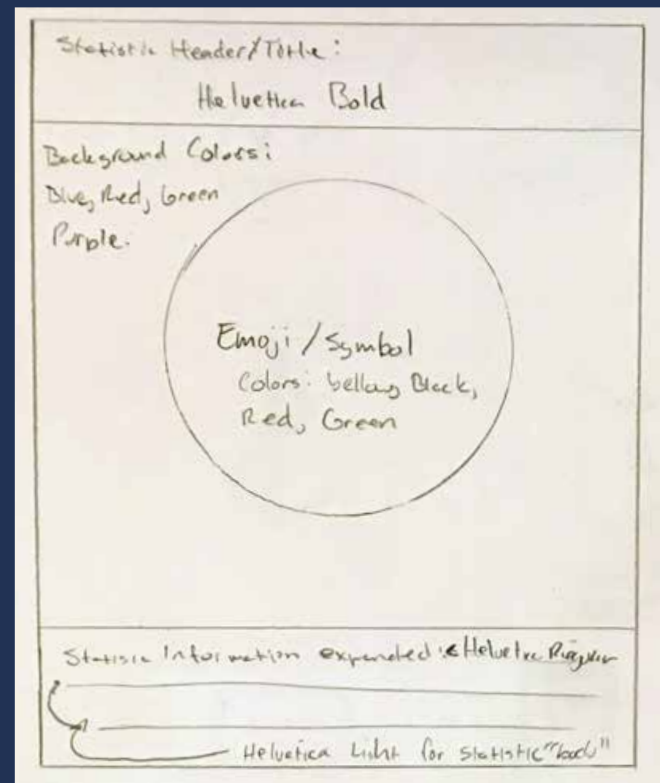 Statistic Header/Title:
Helvetica Bold
Background Colors:
Blue, Red, Green
Purple.
Emoji / Symbol
Colors: Yellow, Black,
Red, Green
Statistic Information expanded: Helvetica Regular
Helvetica Light for statistic "body"